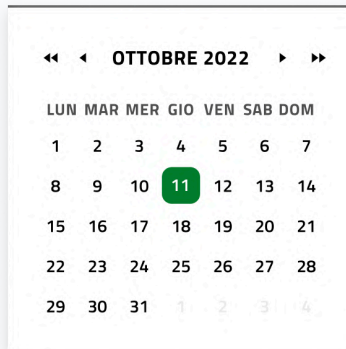 OTTOBRE 2022
LUN MAR MER GIO VEN SAB DOM
1 2 3 4 5 6 7
8 9 10 11 12 13 14
15 16 17 18 19 20 21
22 23 24 25 26 27 28
29 30 31 1 2 3 4